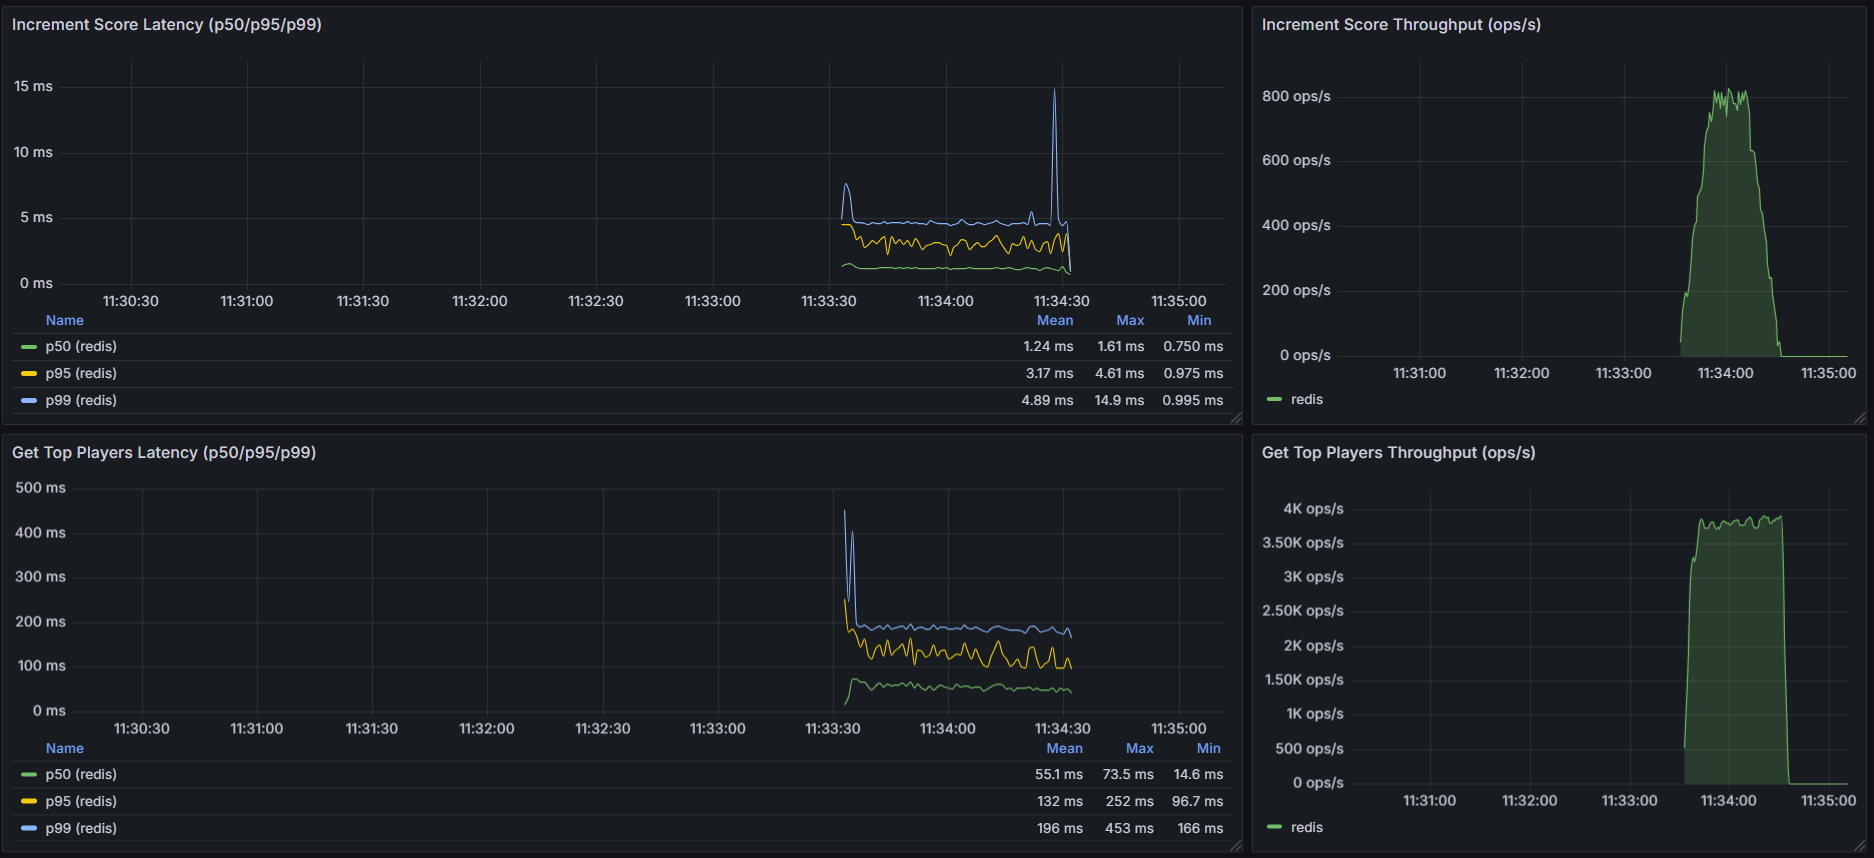 Increment Score Latency (p50/p95/p99)
15 ms
10 ms
5 ms
0 ms
11:30:30 11:31:00 11:31:30 11:32:00 11:32:30 11:33:00 11:33:30 11:34:00 11:34:30 11:35:00
Name Mean Max Min
p50 (redis) 1.24 ms 1.61 ms 0.750 ms
p95 (redis) 3.17 ms 4.61 ms 0.975 ms
p99 (redis) 4.89 ms 14.9 ms 0.995 ms
Increment Score Throughput (ops/s)
800 ops/s
600 ops/s
400 ops/s
200 ops/s
0 ops/s
11:31:00 11:32:00 11:33:00 11:34:00 11:35:00
redis
Get Top Players Latency (p50/p95/p99)
500 ms
400 ms
300 ms
200 ms
100 ms
0 ms
11:30:30 11:31:00 11:31:30 11:32:00 11:32:30 11:33:00 11:33:30 11:34:00 11:34:30 11:35:00
Name Mean Max Min
p50 (redis) 55.1 ms 73.5 ms 14.6 ms
p95 (redis) 132 ms 252 ms 96.7 ms
p99 (redis) 196 ms 453 ms 166 ms
Get Top Players Throughput (ops/s)
4K ops/s
3.50K ops/s
3K ops/s
2.50K ops/s
2K ops/s
1.50K ops/s
1K ops/s
500 ops/s
0 ops/s
11:31:00 11:32:00 11:33:00 11:34:00 11:35:00
redis